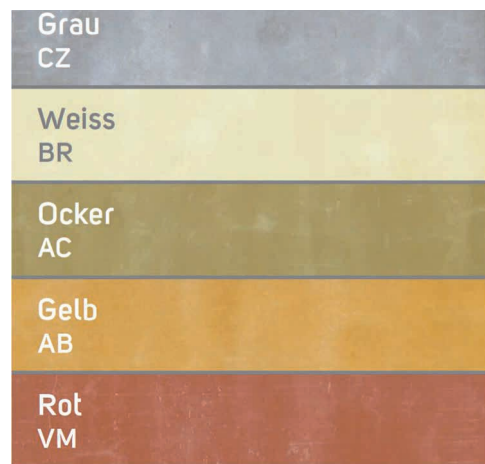 Grau
CZ
Weiss
BR
Ocker
AC
Gelb
AB
Rot
VM